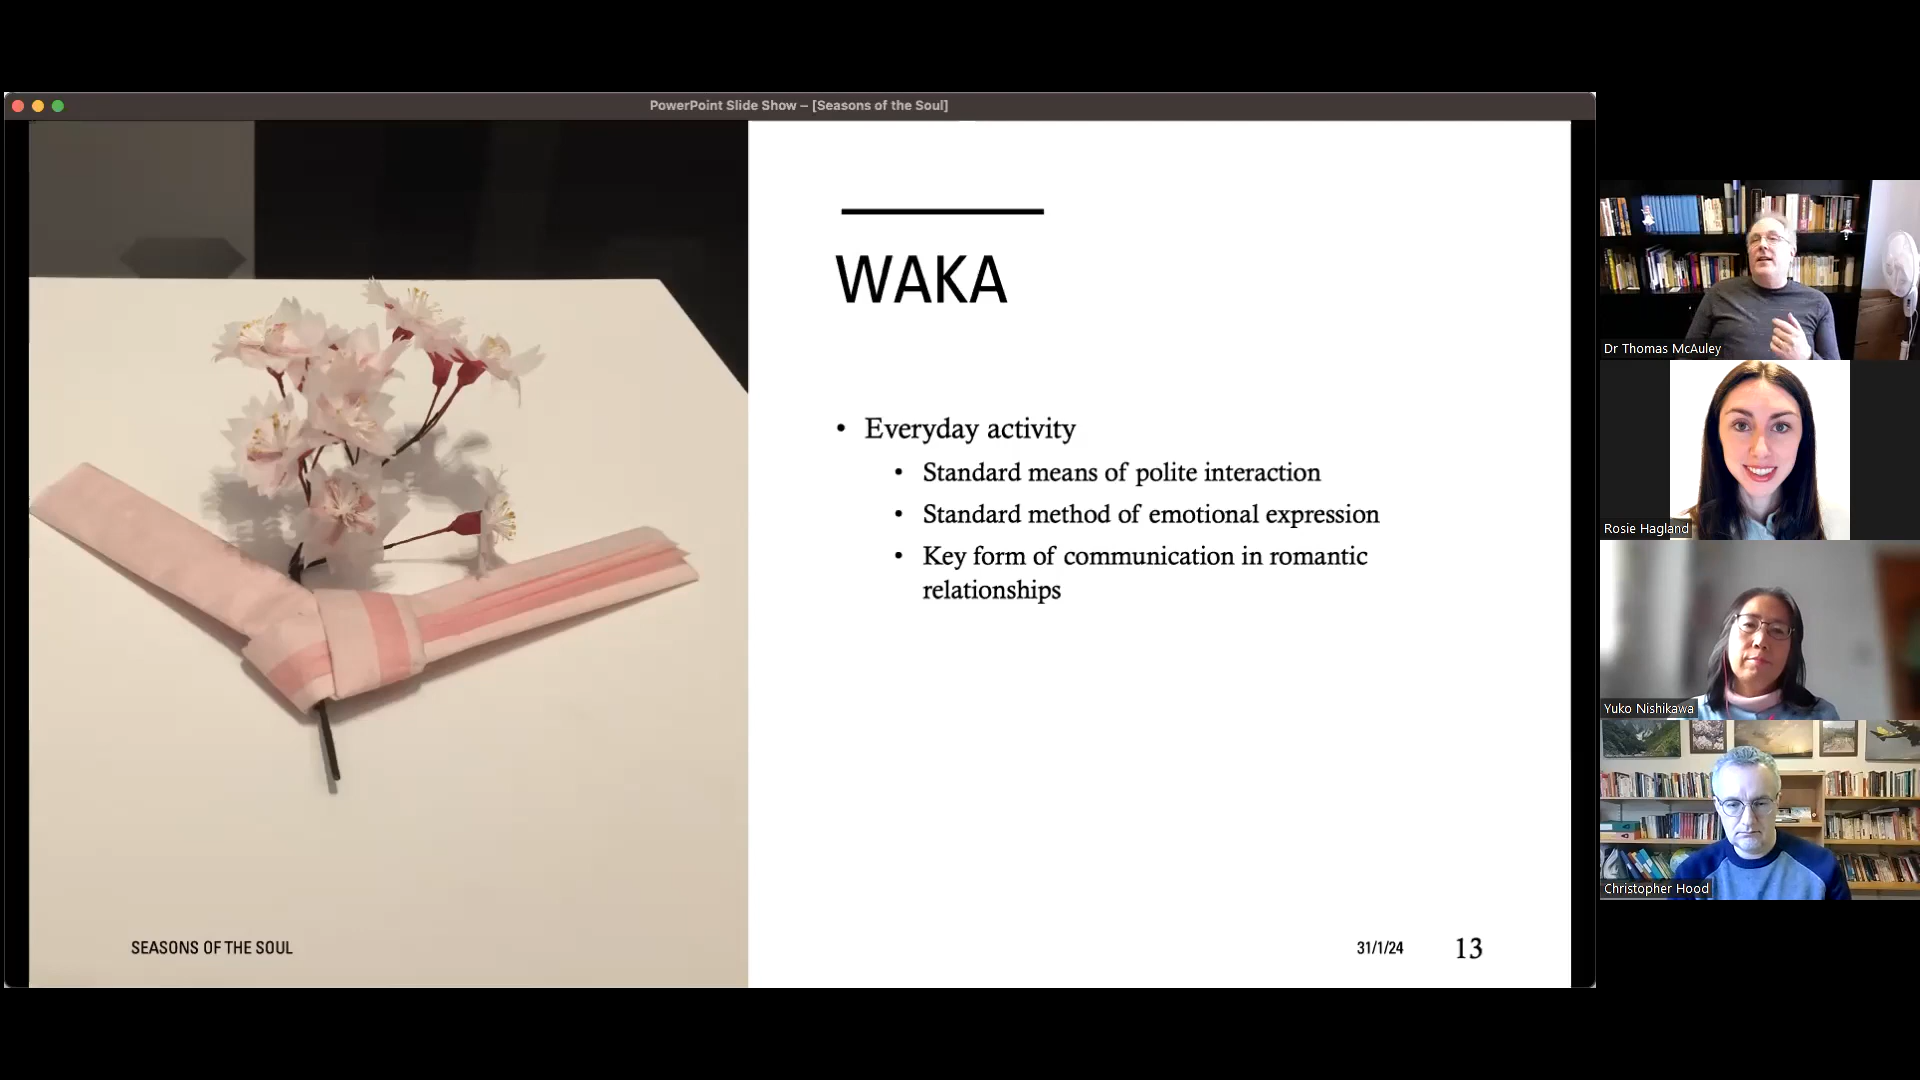 PowerPoint Slide Show – [Seasons of the Soul]
WAKA
• Everyday activity
• Standard means of polite interaction
• Standard method of emotional expression
• Key form of communication in romantic
relationships
SEASONS OF THE SOUL
31/1/24
13
Dr Thomas McAuley
Rosie Hagland
Yuko Nishikawa
Christopher Hood